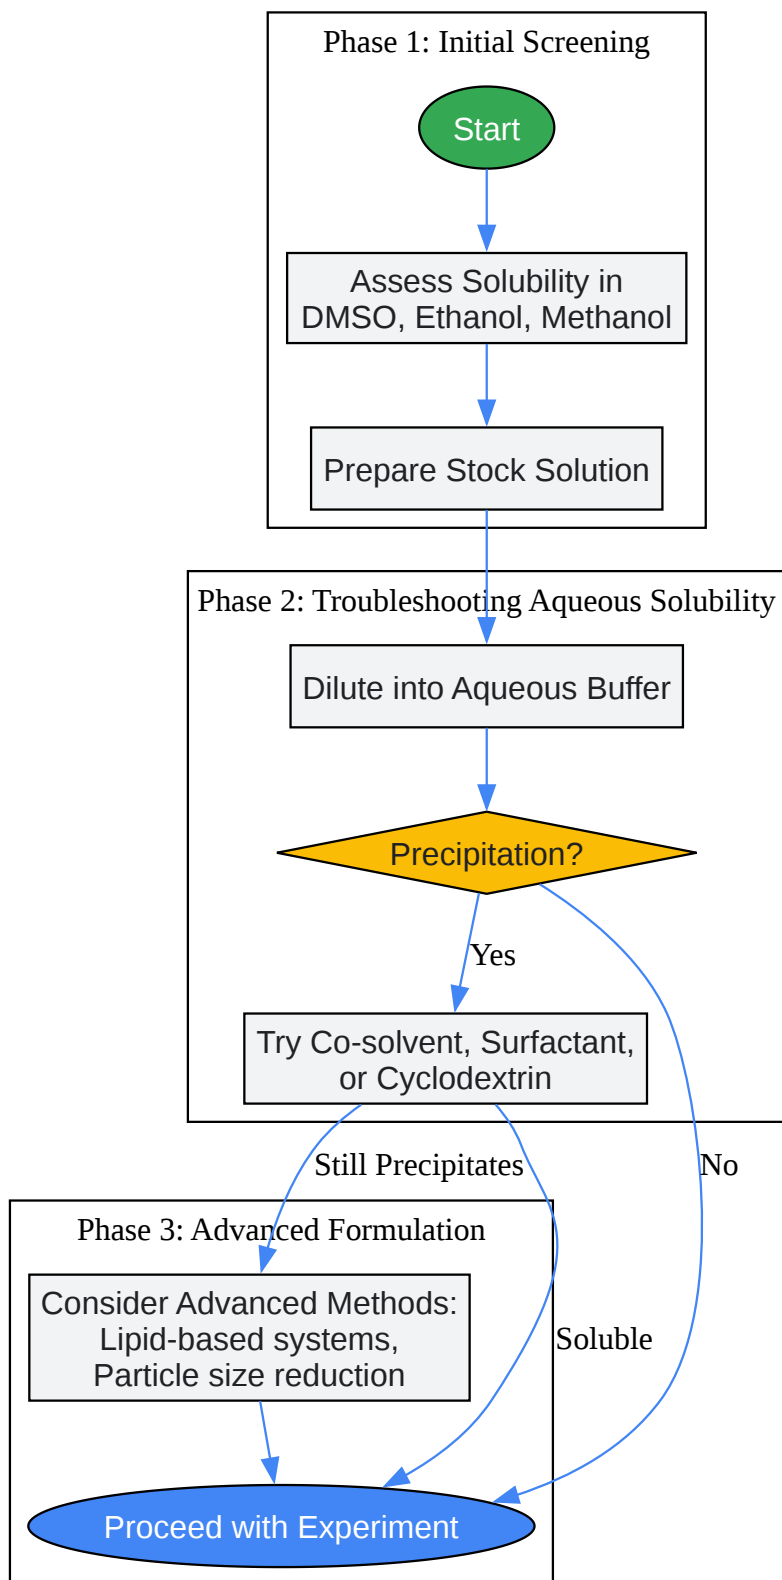 Phase 1: Initial Screening
Start
Assess Solubility in
DMSO, Ethanol, Methanol
Prepare Stock Solution
Phase 2: Troubleshooting Aqueous Solubility
Dilute into Aqueous Buffer
Precipitation?
Yes
Try Co-solvent, Surfactant,
or Cyclodextrin
Still Precipitates
No
Phase 3: Advanced Formulation
Consider Advanced Methods:
Lipid-based systems,
Particle size reduction
Soluble
Proceed with Experiment